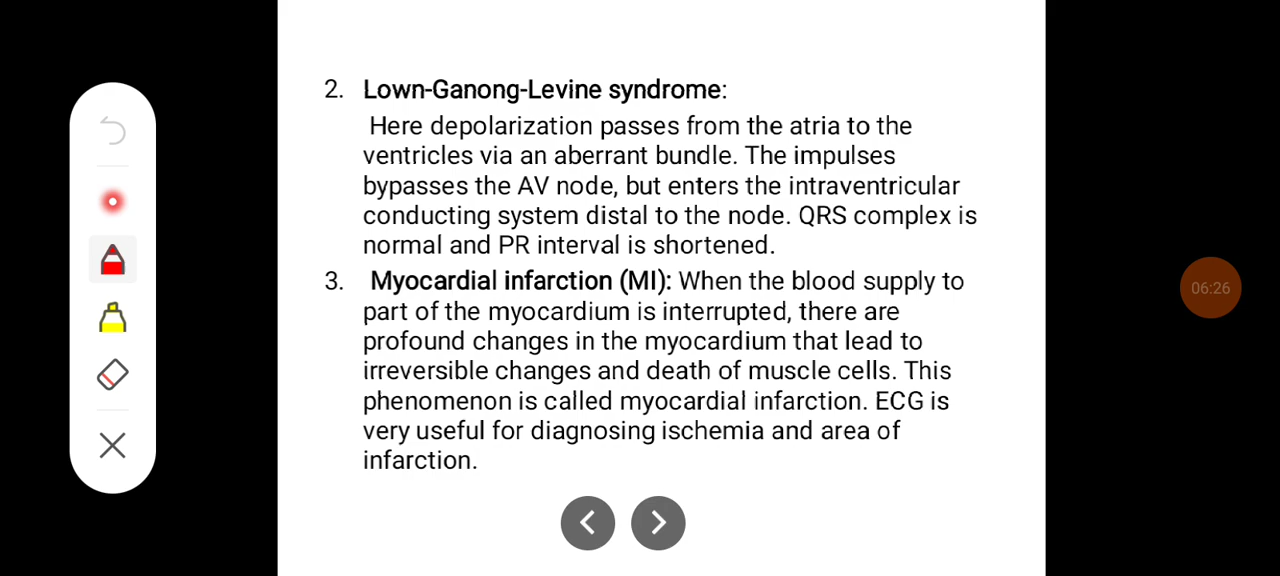 2. Lown-Ganong-Levine syndrome:
Here depolarization passes from the atria to the
ventricles via an aberrant bundle. The impulses
bypasses the AV node, but enters the intraventricular
conducting system distal to the node. QRS complex is
normal and PR interval is shortened.
3. Myocardial infarction (MI): When the blood supply to
part of the myocardium is interrupted, there are
profound changes in the myocardium that lead to
irreversible changes and death of muscle cells. This
phenomenon is called myocardial infarction. ECG is
very useful for diagnosing ischemia and area of
infarction.
06:26